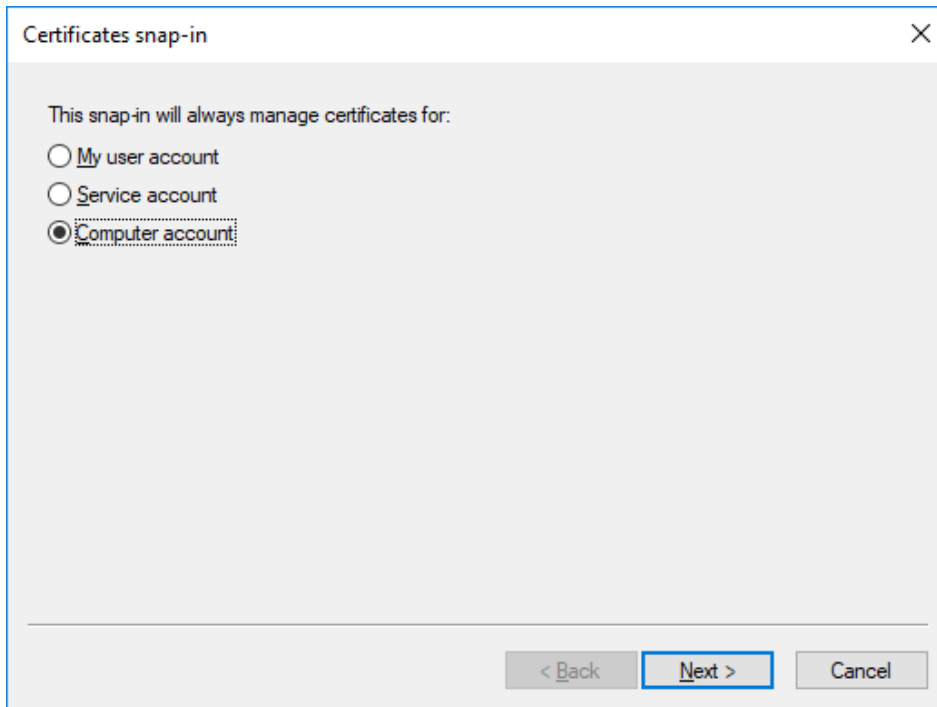 Certificates snap-in
This snap-in will always manage certificates for:
My user account
Service account
Computer account
< Back
Next >
Cancel